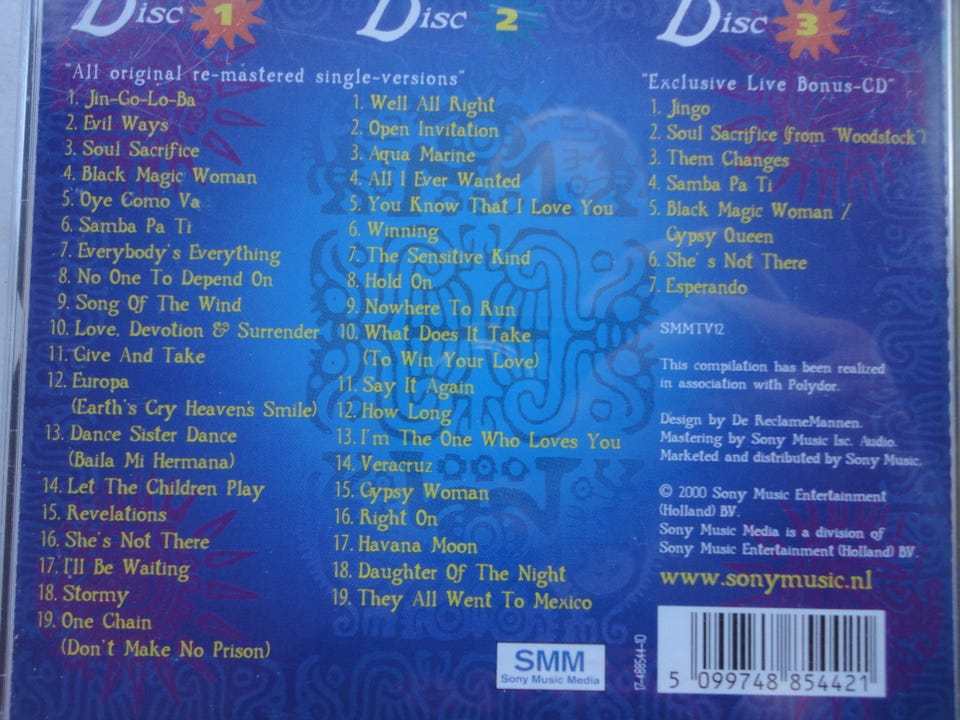 Disc 1
"All original re-mastered single-versions"
1. Jin-Go-Lo-Ba
2. Evil Ways
3. Soul Sacrifice
4. Black Magic Woman
5. Oye Como Va
6. Samba Pa Ti
7. Everybody's Everything
8. No One To Depend On
9. Song Of The Wind
10. Love, Devotion & Surrender
11. Give And Take
12. Europa
(Earth's Cry Heaven's Smile)
13. Dance Sister Dance
(Baila Mi Hermana)
14. Let The Children Play
15. Revelations
16. She's Not There
17. I'll Be Waiting
18. Stormy
19. One Chain
(Don't Make No Prison)
Disc 2
1. Well All Right
2. Open Invitation
3. Aqua Marine
4. All I Ever Wanted
5. You Know That I Love You
6. Winning
7. The Sensitive Kind
8. Hold On
9. Nowhere To Run
10. What Does It Take
(To Win Your Love)
11. Say It Again
12. How Long
13. I'm The One Who Loves You
14. Veracruz
15. Gypsy Woman
16. Right On
17. Havana Moon
18. Daughter Of The Night
19. They All Went To Mexico
SMM
Sony Music Media
Disc 3
"Exclusive Live Bonus-CD"
1. Jingo
2. Soul Sacrifice (from "Woodstock")
3. Them Changes
4. Samba Pa Ti
5. Black Magic Woman /
Gypsy Queen
6. She's Not There
7. Esperando
SMMTV12
This compilation has been realized
in association with Polydor.
Design by De ReclameMannen.
Mastering by Sony Music Isc. Audio.
Marketed and distributed by Sony Music.
© 2000 Sony Music Entertainment
(Holland) BV.
Sony Music Media is a division of
Sony Music Entertainment (Holland) BV.
www.sonymusic.nl
17-488544-10
5 099748 854421